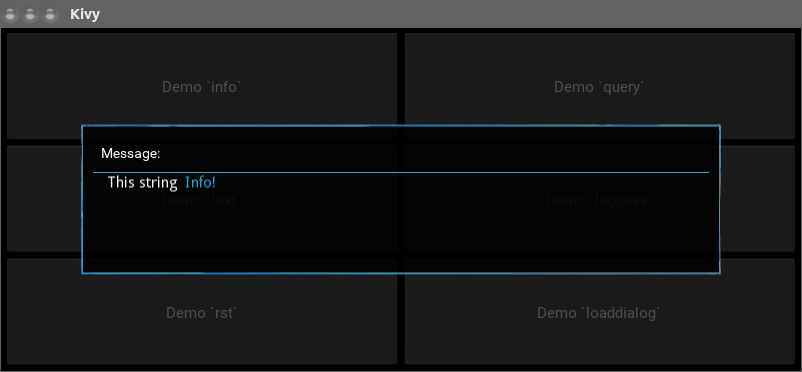 Kivy
Demo `info`
Demo `query`
Message:
This string Info!
Demo `text`
Demo `logpass`
Demo `rst`
Demo `loaddialog`